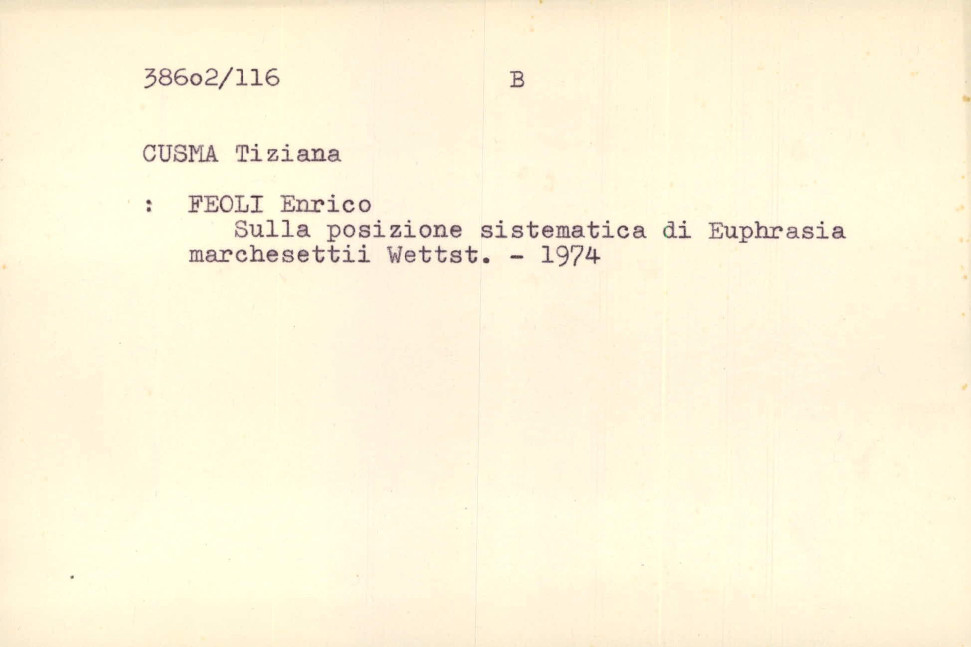 38602/116 B
CUSMA Tiziana
: FEOLI Enrico
Sulla posizione sistematica di Euphrasia
marchesettii Wettst. - 1974